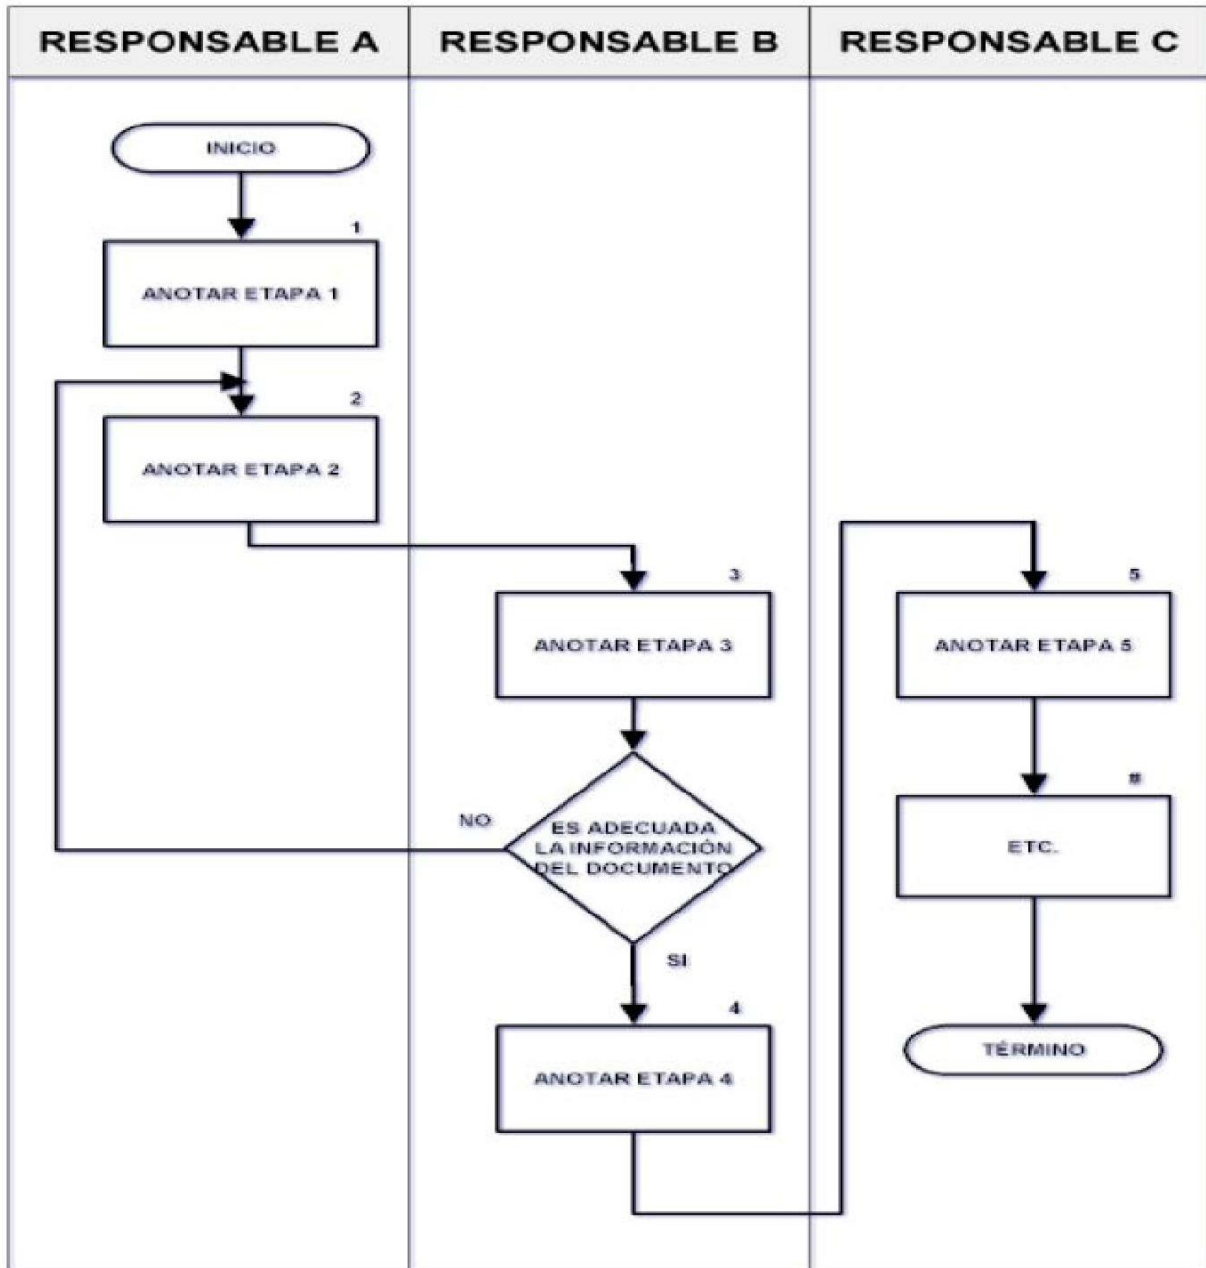 RESPONSABLE A
RESPONSABLE B
RESPONSABLE C
INICIO
1
ANOTAR ETAPA 1
2
ANOTAR ETAPA 2
3
ANOTAR ETAPA 3
NO
ES ADECUADA
LA INFORMACIÓN
DEL DOCUMENTO
SI
4
ANOTAR ETAPA 4
5
ANOTAR ETAPA 5
#
ETC.
TÉRMINO